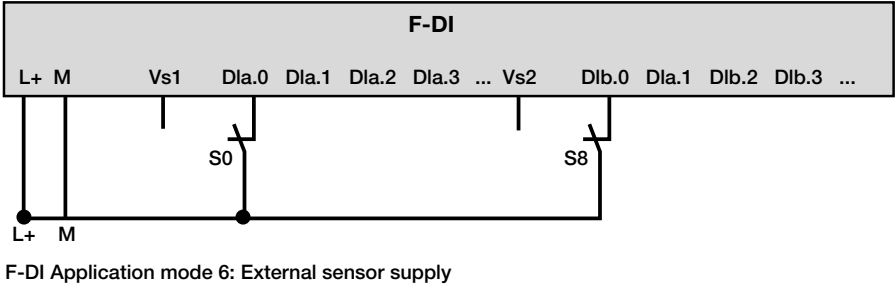 F-DI
L+ M Vs1 DIa.0 DIa.1 DIa.2 DIa.3 ... Vs2 DIb.0 DIa.1 DIb.2 DIb.3 ...
S0 S8
L+ M
F-DI Application mode 6: External sensor supply